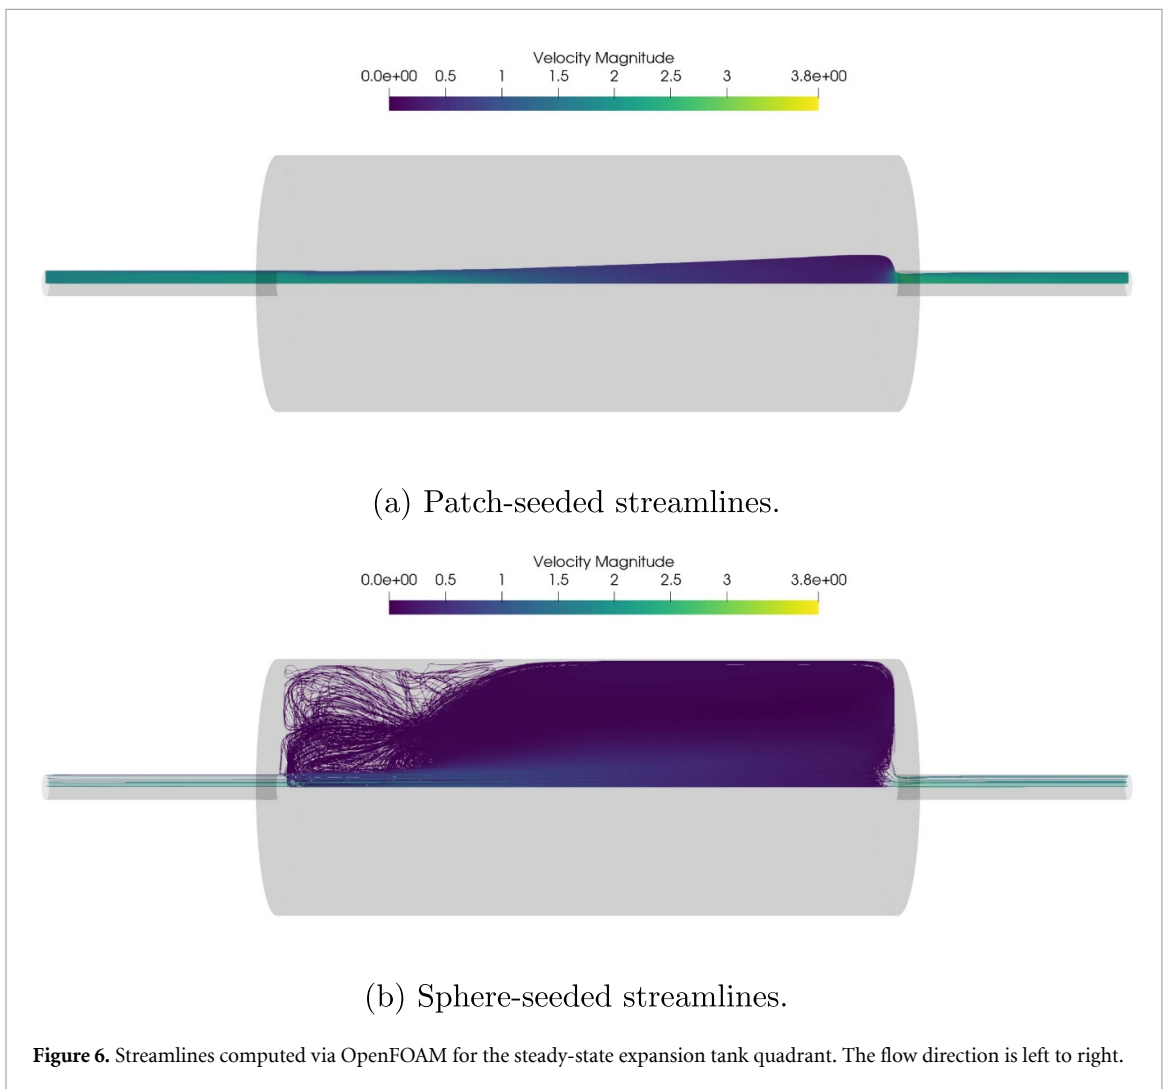 Velocity Magnitude
0.0e+00 0.5 1 1.5 2 2.5 3 3.8e+00
(a) Patch-seeded streamlines.
Velocity Magnitude
0.0e+00 0.5 1 1.5 2 2.5 3 3.8e+00
(b) Sphere-seeded streamlines.
Figure 6. Streamlines computed via OpenFOAM for the steady-state expansion tank quadrant. The flow direction is left to right.